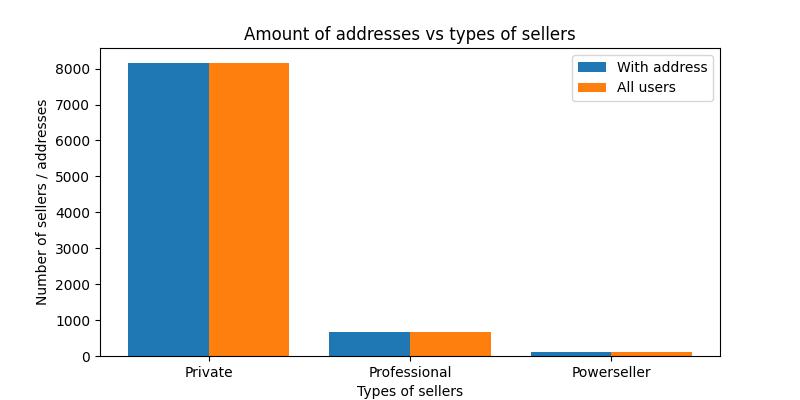 Amount of addresses vs types of sellers
With address
All users
Number of sellers / addresses
8000
7000
6000
5000
4000
3000
2000
1000
0
Private Professional Powerseller
Types of sellers